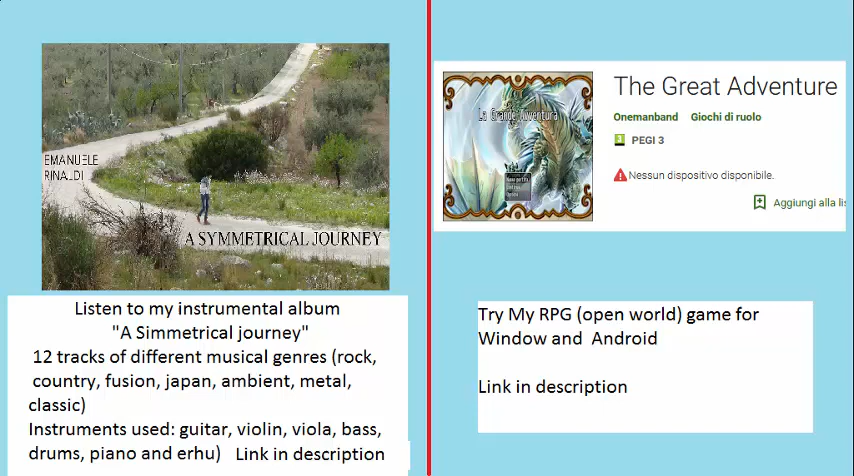 EMANUELE
RINALDI
A SYMMETRICAL JOURNEY
Listen to my instrumental album
"A Simmetrical journey"
12 tracks of different musical genres (rock,
country, fusion, japan, ambient, metal,
classic)
Instruments used: guitar, violin, viola, bass,
drums, piano and erhu) Link in description
La Grande Avventura
The Great Adventure
Onemanband Giochi di ruolo
3 PEGI 3
Nessun dispositivo disponibile.
Aggiungi alla lis
Try My RPG (open world) game for
Window and Android
Link in description